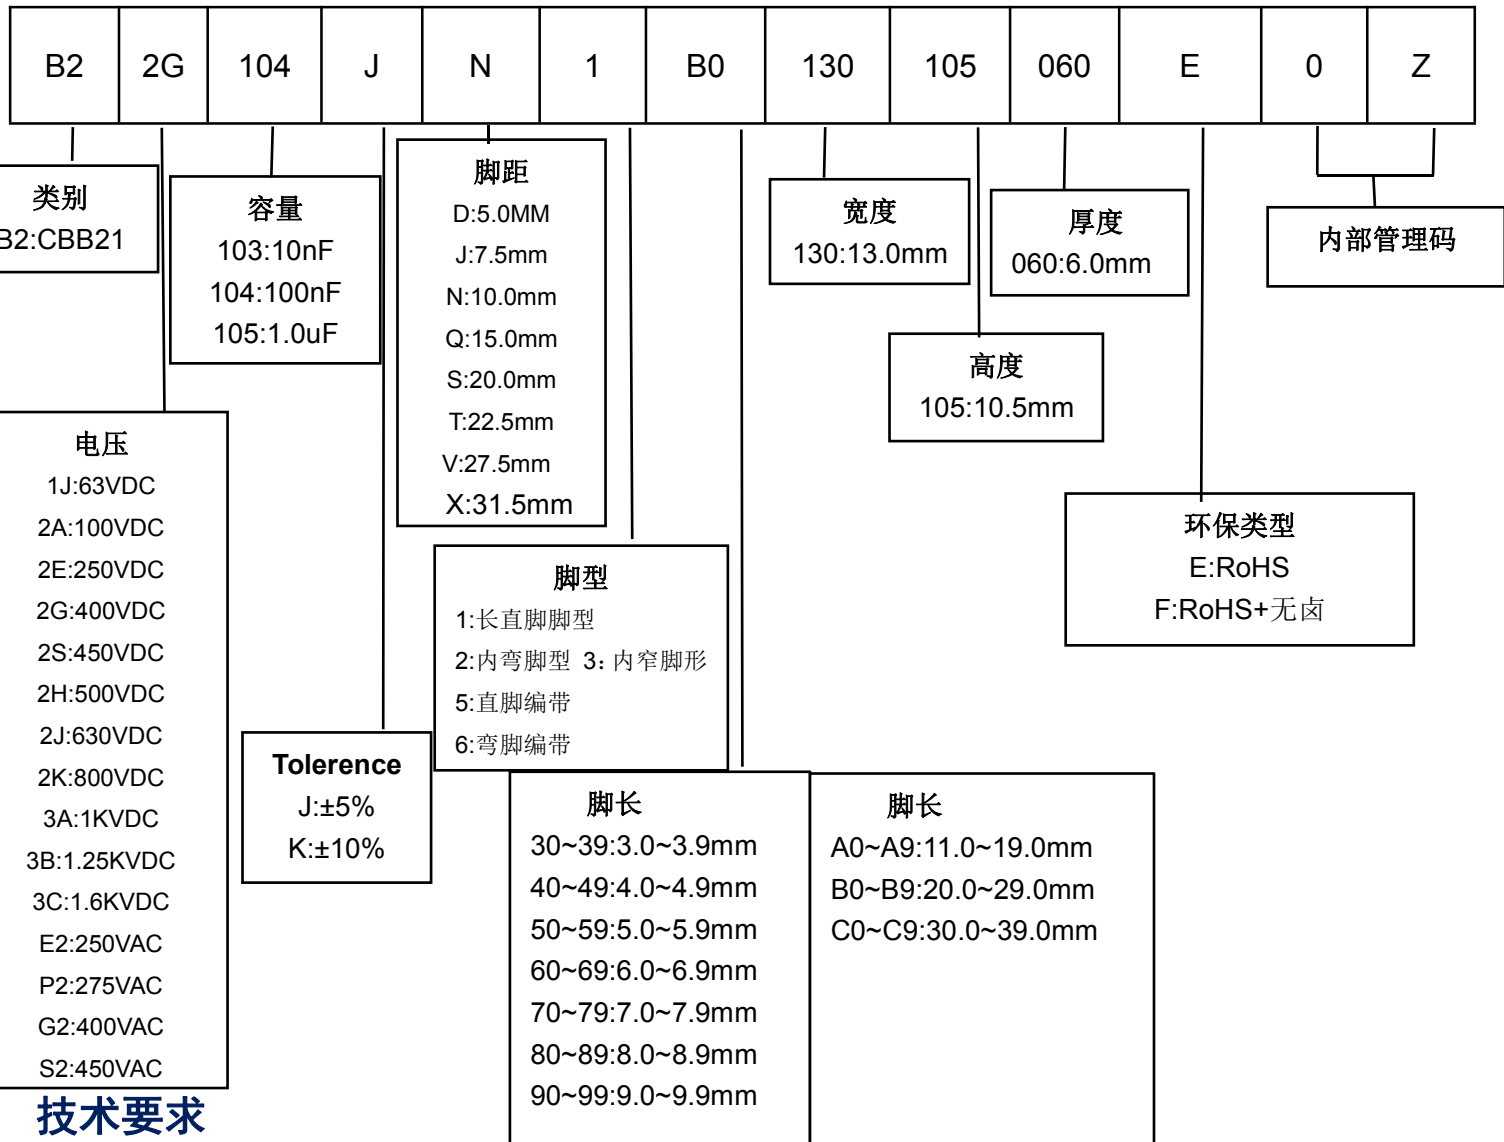 B2 2G 104 J N 1 B0 130 105 060 E 0 Z
类别
B2:CBB21
容量
103:10nF
104:100nF
105:1.0uF
脚距
D:5.0MM
J:7.5mm
N:10.0mm
Q:15.0mm
S:20.0mm
T:22.5mm
V:27.5mm
X:31.5mm
宽度
130:13.0mm
厚度
060:6.0mm
内部管理码
高度
105:10.5mm
电压
1J:63VDC
2A:100VDC
2E:250VDC
2G:400VDC
2S:450VDC
2H:500VDC
2J:630VDC
2K:800VDC
3A:1KVDC
3B:1.25KVDC
3C:1.6KVDC
E2:250VAC
P2:275VAC
G2:400VAC
S2:450VAC
环保类型
E:RoHS
F:RoHS+无卤
脚型
1:长直脚脚型
2:内弯脚型 3:内窄脚形
5:直脚编带
6:弯脚编带
Tolerence
J:±5%
K:±10%
脚长
30~39:3.0~3.9mm
40~49:4.0~4.9mm
50~59:5.0~5.9mm
60~69:6.0~6.9mm
70~79:7.0~7.9mm
80~89:8.0~8.9mm
90~99:9.0~9.9mm
脚长
A0~A9:11.0~19.0mm
B0~B9:20.0~29.0mm
C0~C9:30.0~39.0mm
技术要求